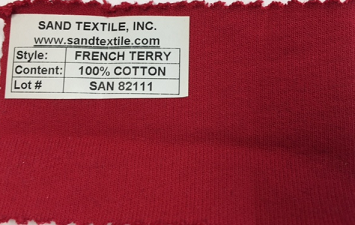 SAND TEXTILE, INC.
www.sandtextile.com
Style: FRENCH TERRY
Content: 100% COTTON
Lot # SAN 82111